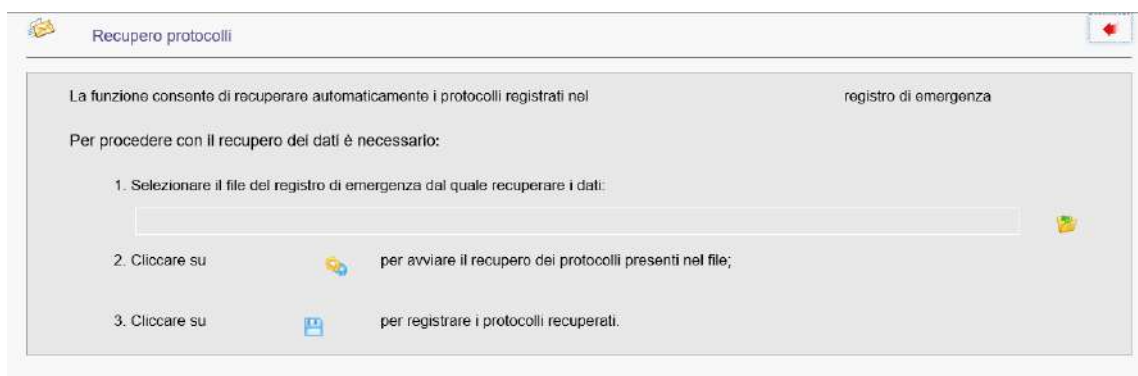 Recupero protocolli
La funzione consente di recuperare automaticamente i protocolli registrati nel registro di emergenza
Per procedere con il recupero dei dati è necessario:
1. Selezionare il file del registro di emergenza dal quale recuperare i dati:
2. Cliccare su per avviare il recupero dei protocolli presenti nel file;
3. Cliccare su per registrare i protocolli recuperati.